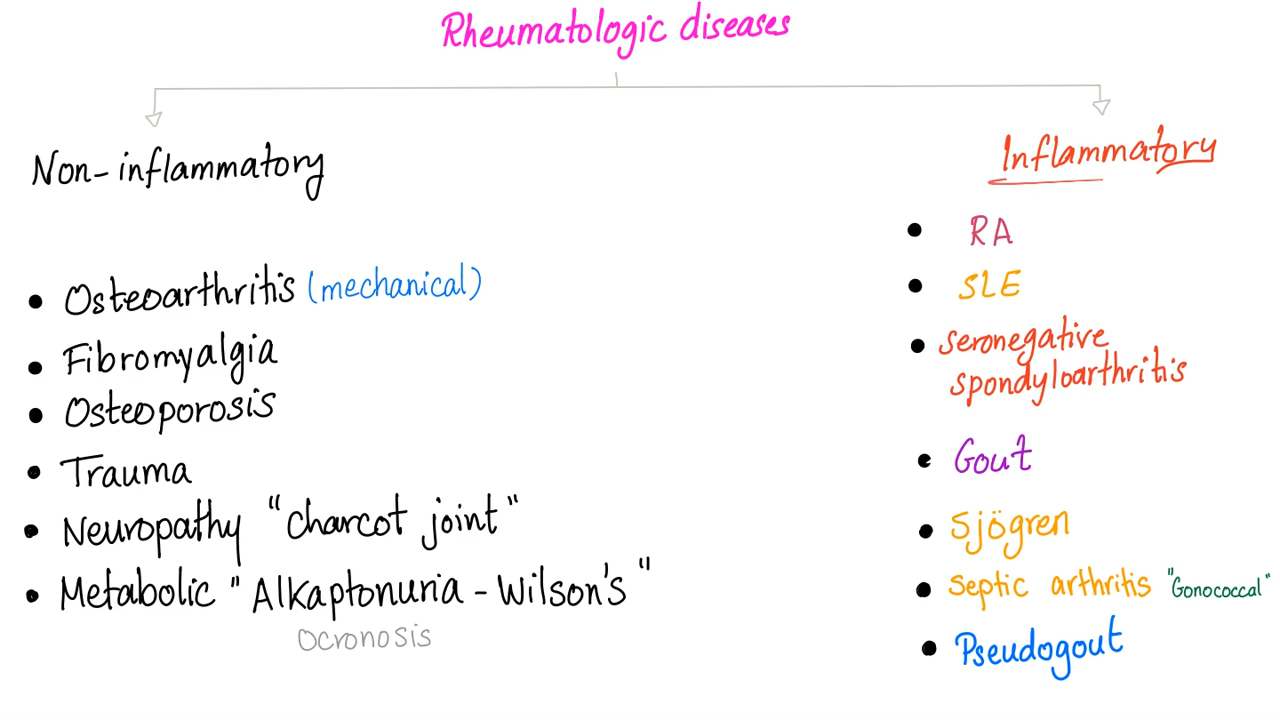 Rheumatologic diseases
Non-inflammatory
• Osteoarthritis (mechanical)
• Fibromyalgia
• Osteoporosis
• Trauma
• Neuropathy "charcot joint"
• Metabolic "Alkaptonuria - Wilson's"
Ocronosis
Inflammatory
• RA
• SLE
• Seronegative
spondyloarthritis
• Gout
• Sjögren
• Septic arthritis "Gonococcal"
• Pseudogout